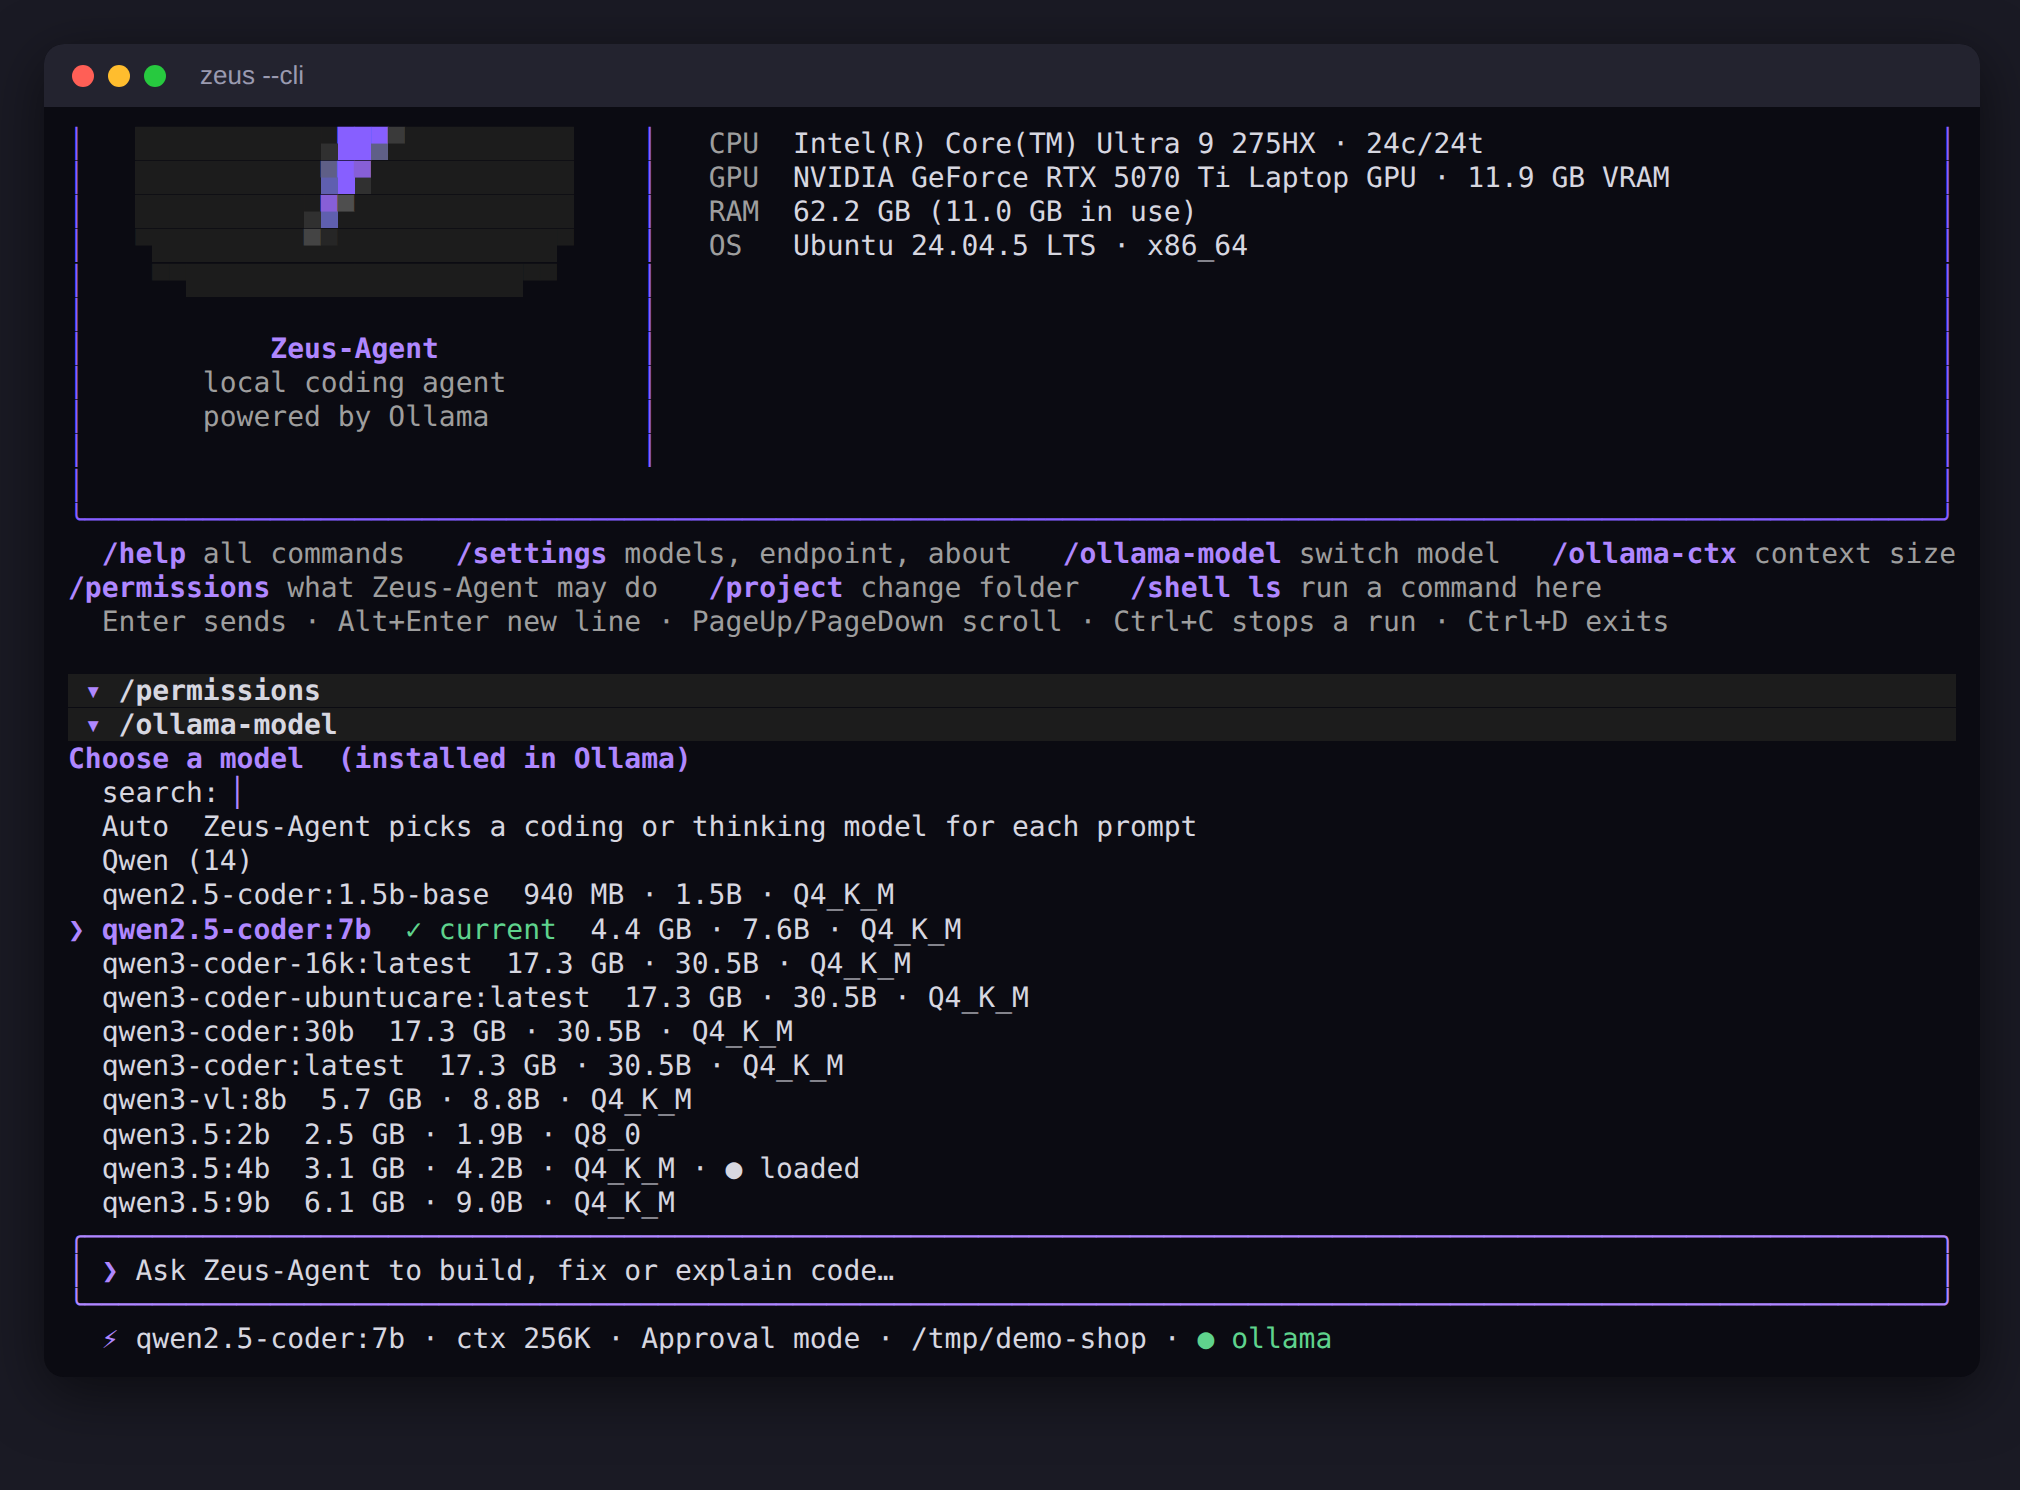 zeus --cli
CPU  Intel(R) Core(TM) Ultra 9 275HX · 24c/24t
GPU  NVIDIA GeForce RTX 5070 Ti Laptop GPU · 11.9 GB VRAM
RAM  62.2 GB (11.0 GB in use)
OS   Ubuntu 24.04.5 LTS · x86_64
Zeus-Agent
local coding agent
powered by Ollama
/help all commands   /settings models, endpoint, about   /ollama-model switch model   /ollama-ctx context size
/permissions what Zeus-Agent may do   /project change folder   /shell ls run a command here
Enter sends · Alt+Enter new line · PageUp/PageDown scroll · Ctrl+C stops a run · Ctrl+D exits
▾ /permissions
▾ /ollama-model
Choose a model  (installed in Ollama)
search:
Auto  Zeus-Agent picks a coding or thinking model for each prompt
Qwen (14)
qwen2.5-coder:1.5b-base  940 MB · 1.5B · Q4_K_M
❯ qwen2.5-coder:7b  ✓ current  4.4 GB · 7.6B · Q4_K_M
qwen3-coder-16k:latest  17.3 GB · 30.5B · Q4_K_M
qwen3-coder-ubuntucare:latest  17.3 GB · 30.5B · Q4_K_M
qwen3-coder:30b  17.3 GB · 30.5B · Q4_K_M
qwen3-coder:latest  17.3 GB · 30.5B · Q4_K_M
qwen3-vl:8b  5.7 GB · 8.8B · Q4_K_M
qwen3.5:2b  2.5 GB · 1.9B · Q8_0
qwen3.5:4b  3.1 GB · 4.2B · Q4_K_M · ● loaded
qwen3.5:9b  6.1 GB · 9.0B · Q4_K_M
❯ Ask Zeus-Agent to build, fix or explain code…
⚡ qwen2.5-coder:7b · ctx 256K · Approval mode · /tmp/demo-shop · ● ollama